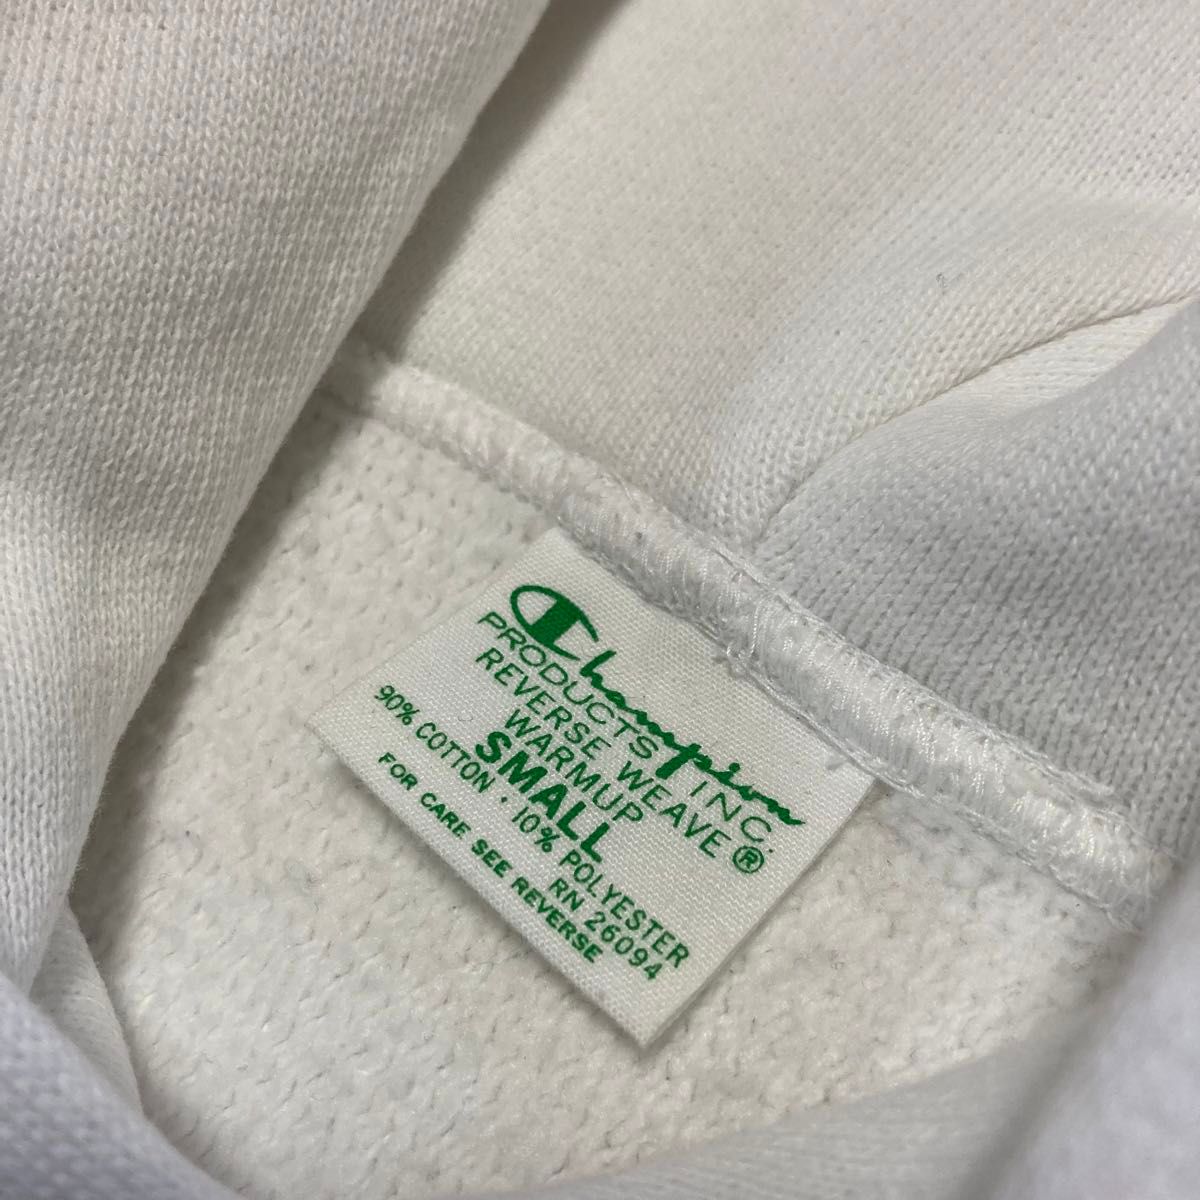 Champion
PRODUCTS INC.
REVERSE WEAVE ®
WARMUP
SMALL
90% COTTON · 10% POLYESTER
RN 26094
FOR CARE SEE REVERSE